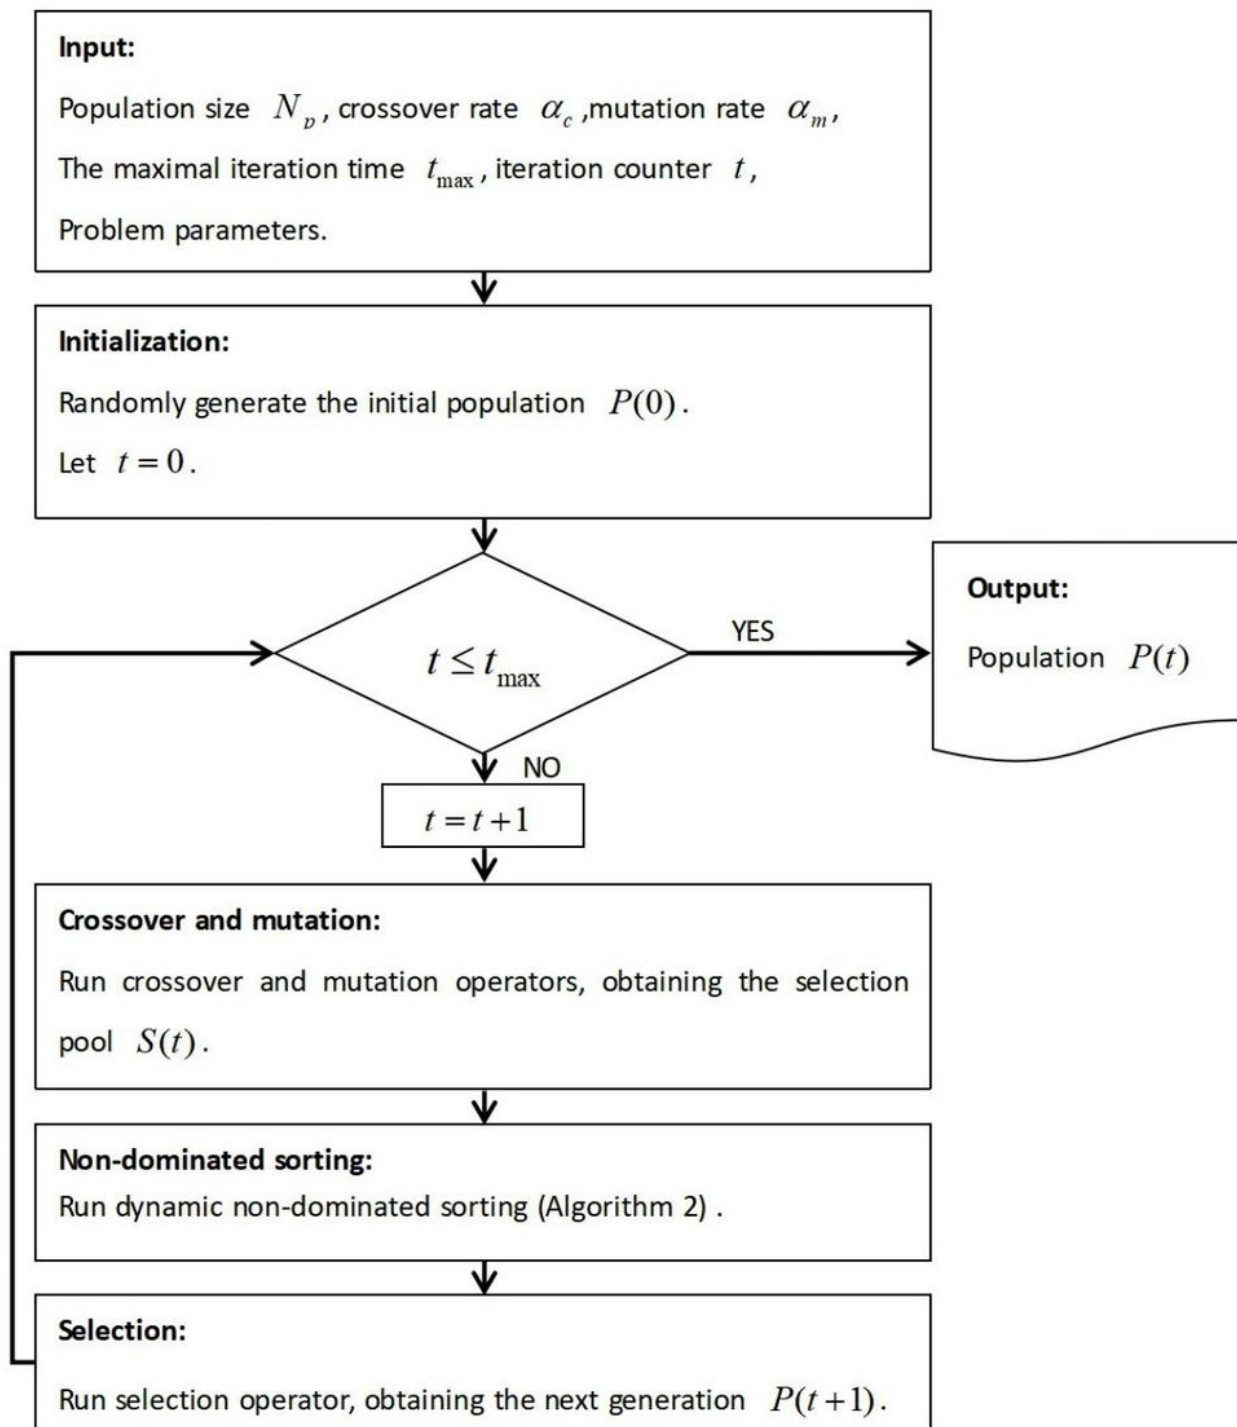 Input:
Population size N_p, crossover rate α_c ,mutation rate α_m,
The maximal iteration time t_max, iteration counter t,
Problem parameters.
Initialization:
Randomly generate the initial population P(0).
Let t = 0.
t ≤ t_max
YES
Output:
Population P(t)
NO
t = t+1
Crossover and mutation:
Run crossover and mutation operators, obtaining the selection
pool S(t).
Non-dominated sorting:
Run dynamic non-dominated sorting (Algorithm 2) .
Selection:
Run selection operator, obtaining the next generation P(t+1).